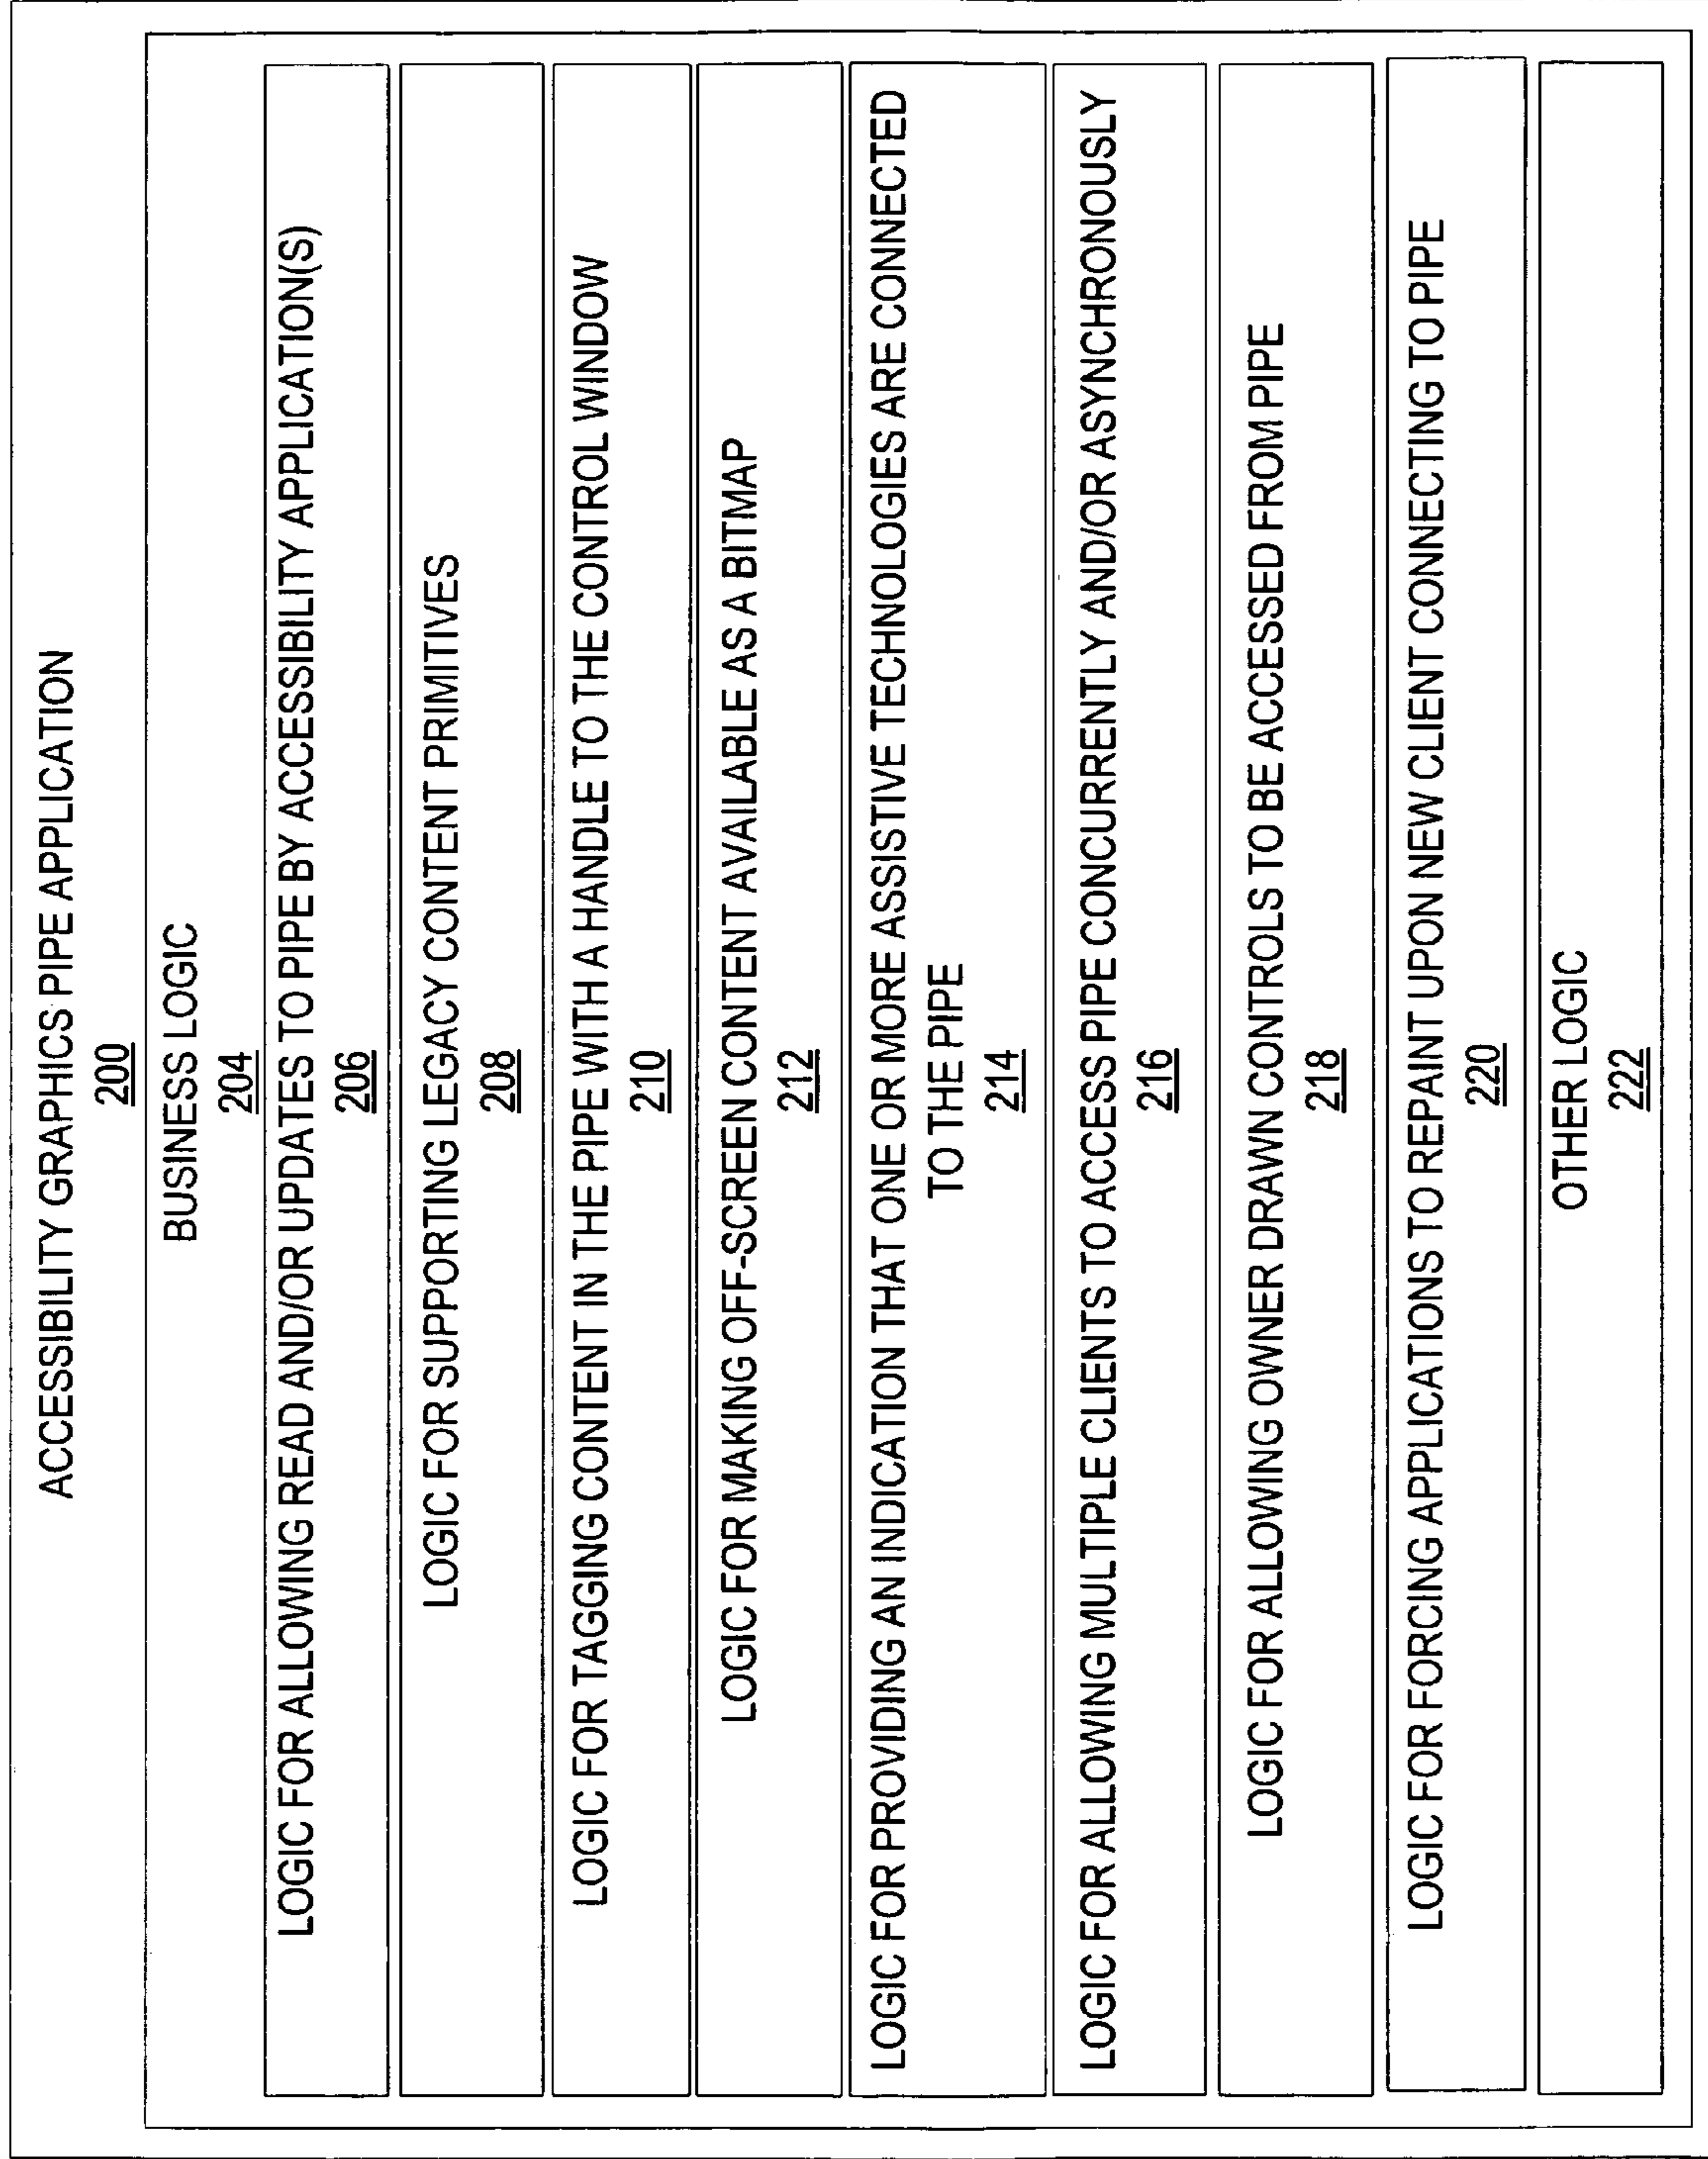 ACCESSIBILITY GRAPHICS PIPE APPLICATION
200
BUSINESS LOGIC
204
LOGIC FOR ALLOWING READ AND/OR UPDATES TO PIPE BY ACCESSIBILITY APPLICATION(S)
206
LOGIC FOR SUPPORTING LEGACY CONTENT PRIMITIVES
208
LOGIC FOR TAGGING CONTENT IN THE PIPE WITH A HANDLE TO THE CONTROL WINDOW
210
LOGIC FOR MAKING OFF-SCREEN CONTENT AVAILABLE AS A BITMAP
212
LOGIC FOR PROVIDING AN INDICATION THAT ONE OR MORE ASSISTIVE TECHNOLOGIES ARE CONNECTED
TO THE PIPE
214
LOGIC FOR ALLOWING MULTIPLE CLIENTS TO ACCESS PIPE CONCURRENTLY AND/OR ASYNCHRONOUSLY
216
LOGIC FOR ALLOWING OWNER DRAWN CONTROLS TO BE ACCESSED FROM PIPE
218
LOGIC FOR FORCING APPLICATIONS TO REPAINT UPON NEW CLIENT CONNECTING TO PIPE
220
OTHER LOGIC
222